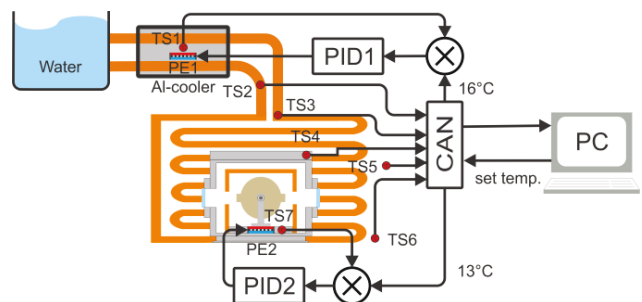 TS1
PID1
Water
PE1
Al-cooler
TS2
16°C
TS3
TS4
CAN
PC
TS5
set temp.
TS7
TS6
PE2
13°C
PID2